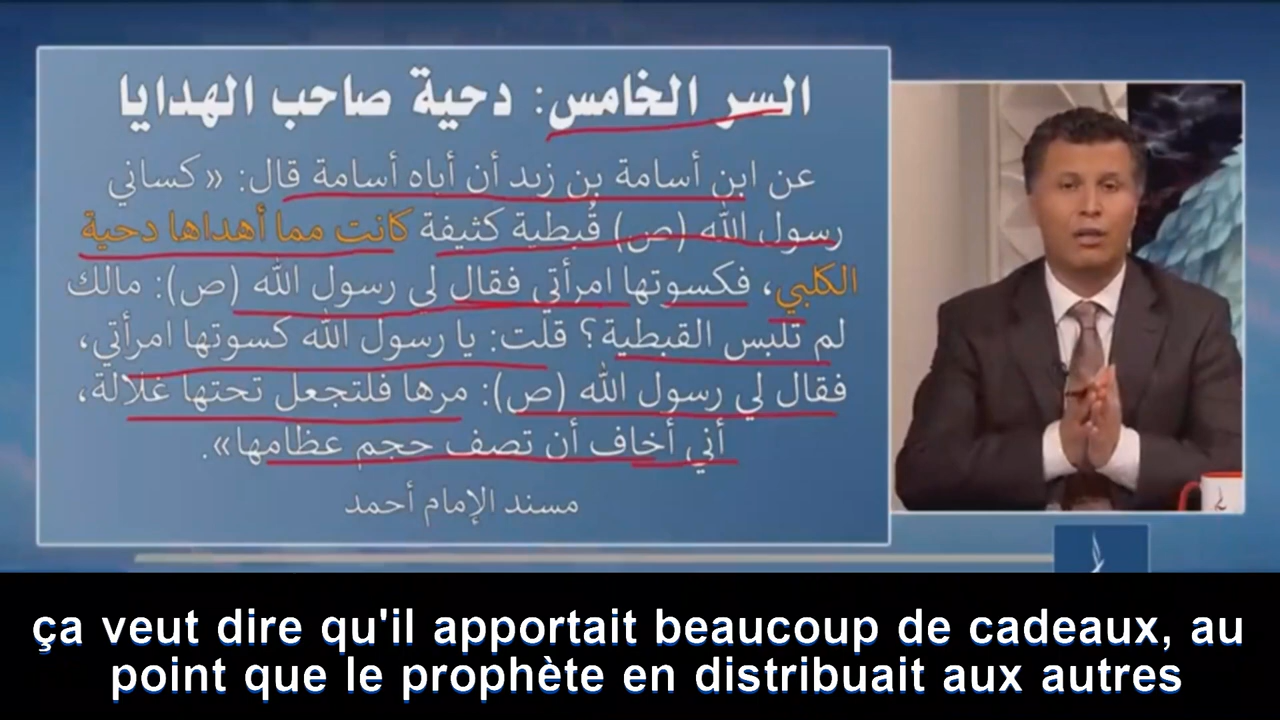 السر الخامس: دحية صاحب الهدايا
عن ابن أسامة بن زيد أن أباه أسامة قال: «كساني
رسول الله (ص) قُبطية كثيفة كانت مما أهداها دحية
الكلبي، فكسوتها امرأتي فقال لي رسول الله (ص): مالك
لم تلبس القبطية؟ قلت: يا رسول الله كسوتها امرأتي،
فقال لي رسول الله (ص): مرها فلتجعل تحتها غلالة،
أني أخاف أن تصف حجم عظامها».
مسند الإمام أحمد
ça veut dire qu'il apportait beaucoup de cadeaux, au
point que le prophète en distribuait aux autres